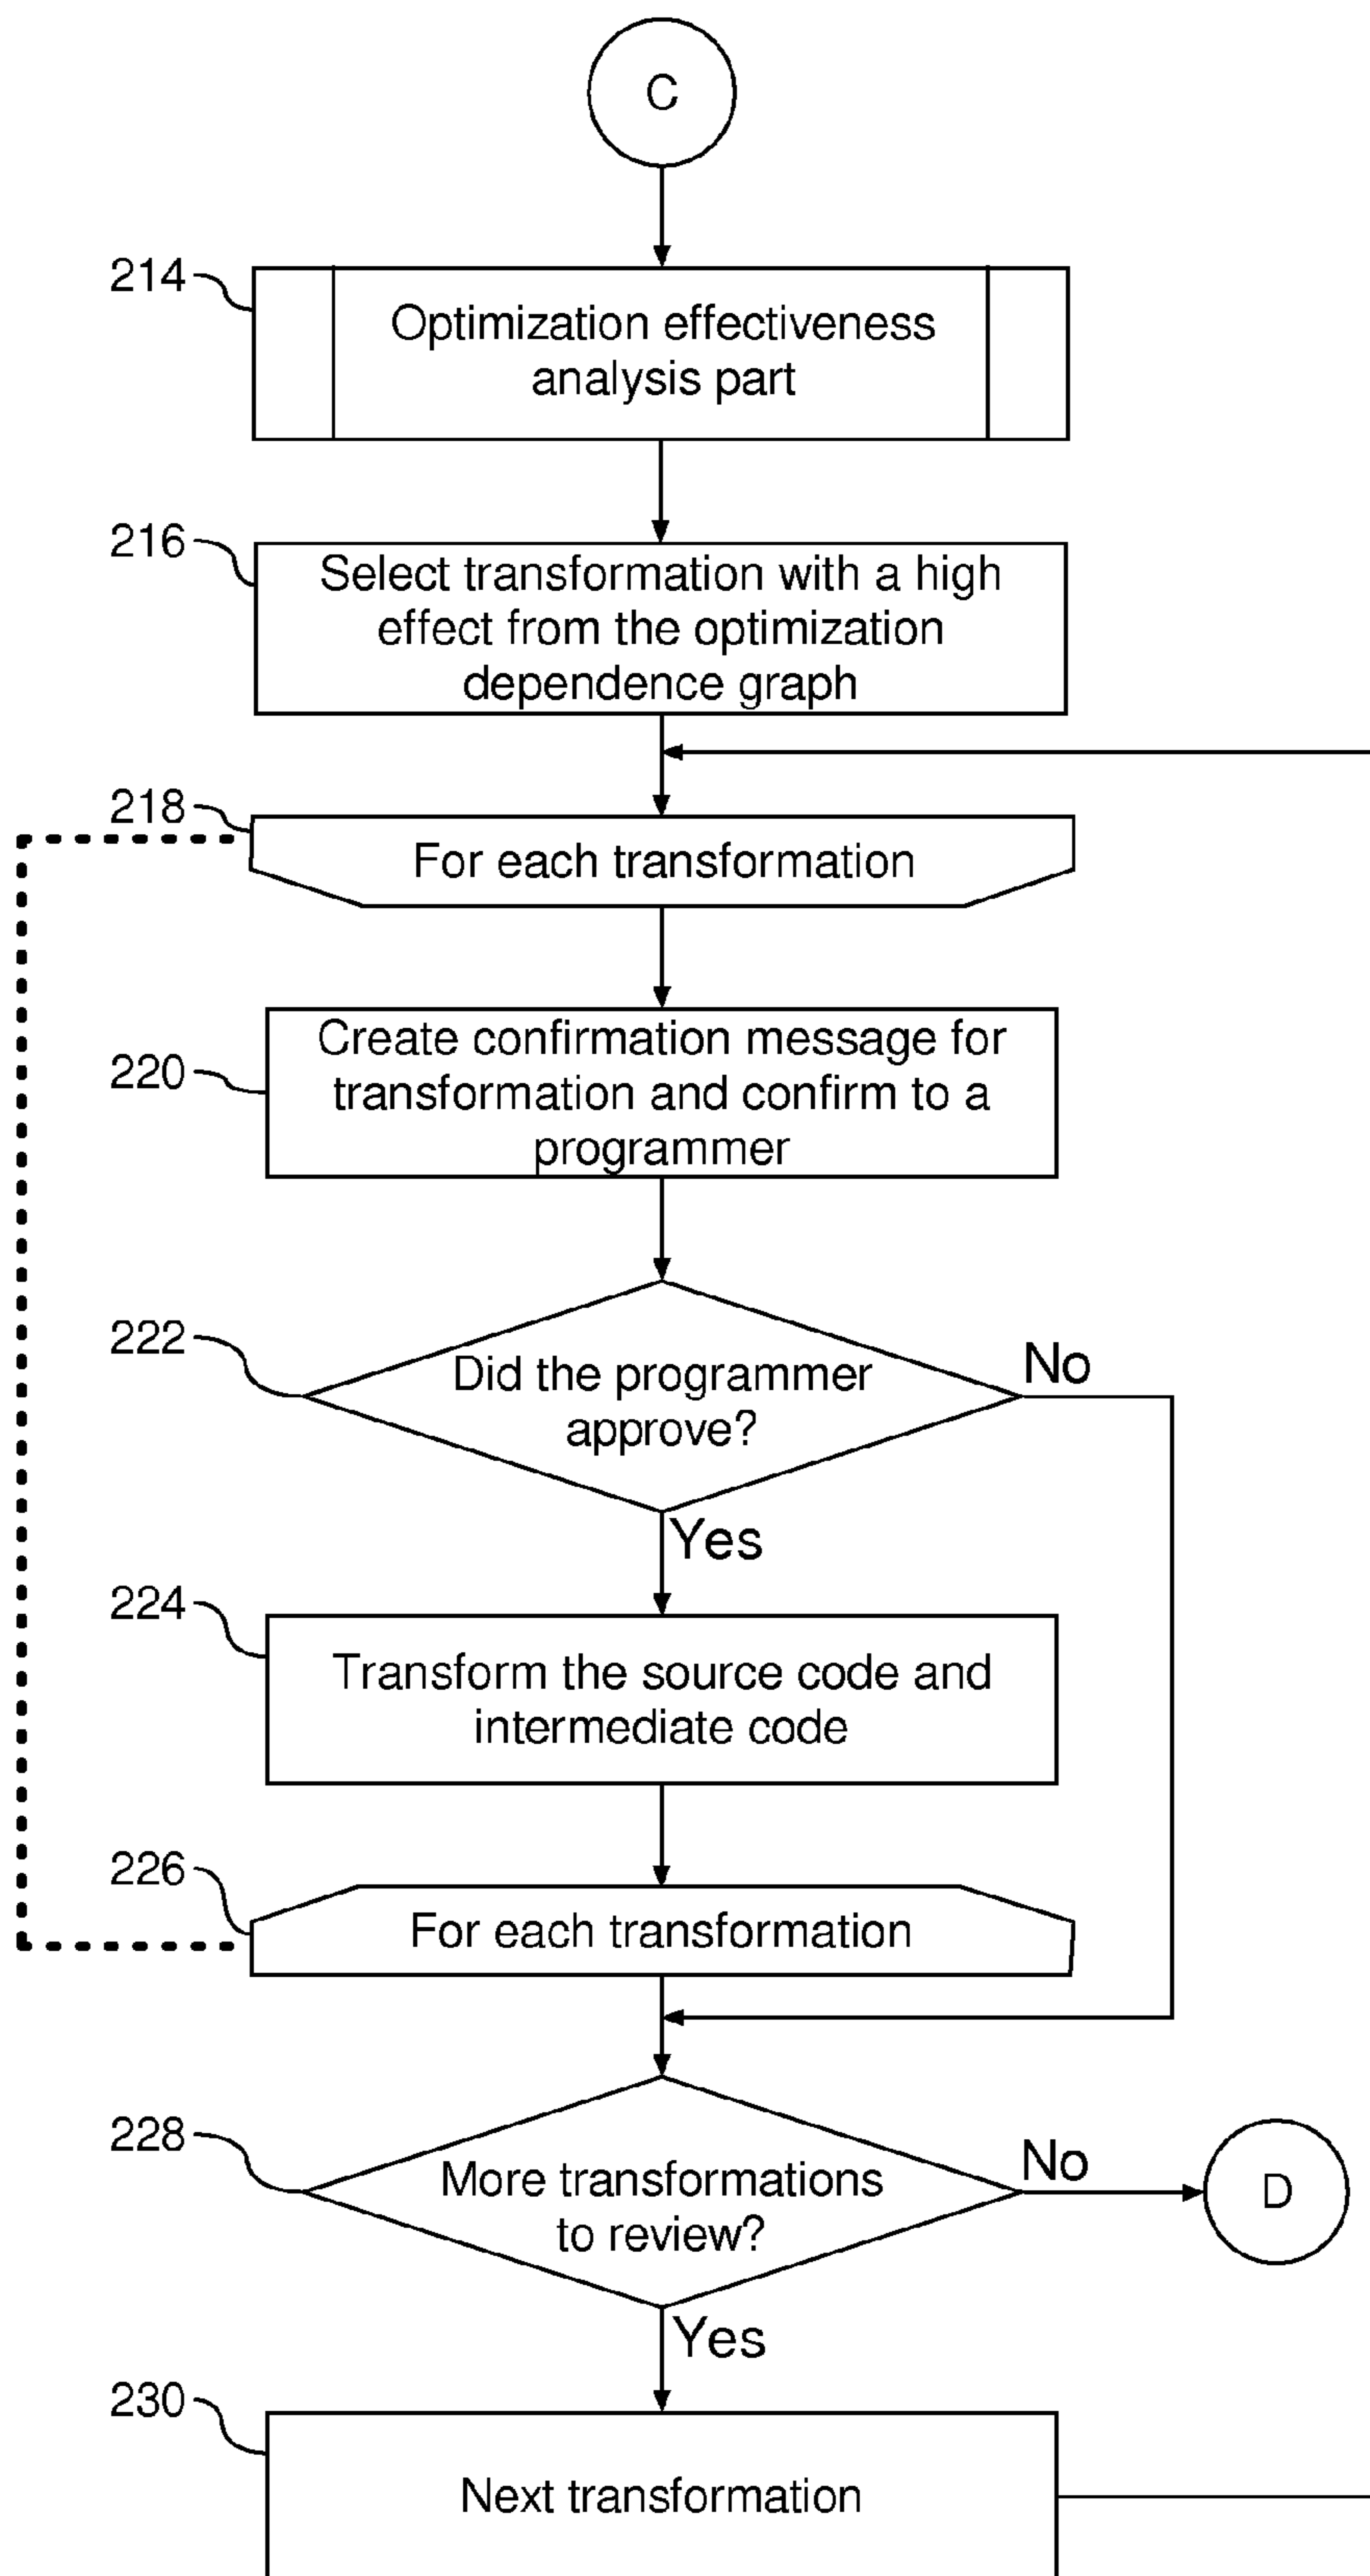 C
214
Optimization effectiveness
analysis part
216
Select transformation with a high
effect from the optimization
dependence graph
218
For each transformation
220
Create confirmation message for
transformation and confirm to a
programmer
222
Did the programmer
approve?
No
Yes
224
Transform the source code and
intermediate code
226
For each transformation
228
More transformations
to review?
No
D
Yes
230
Next transformation